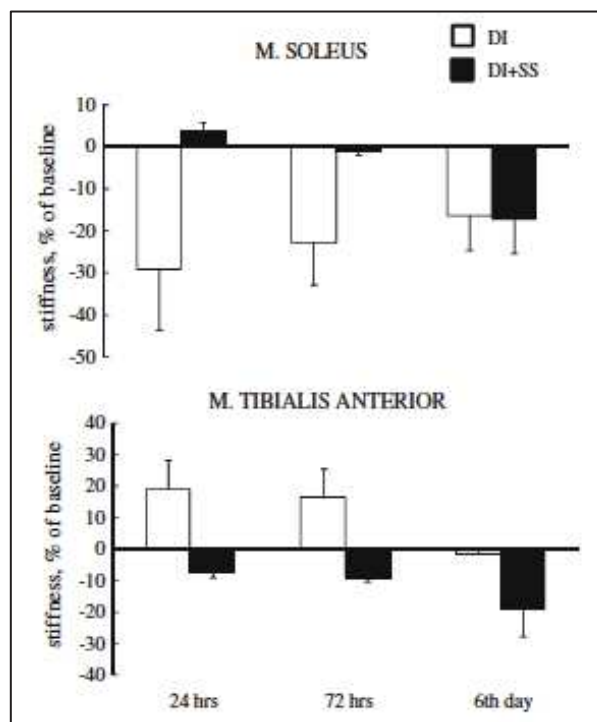 M. SOLEUS
DI
DI+SS
stiffness, % of baseline
10
0
-10
-20
-30
-40
-50
M. TIBIALIS ANTERIOR
stiffness, % of baseline
40
30
20
10
0
-10
-20
-30
-40
24 hrs 72 hrs 6th day